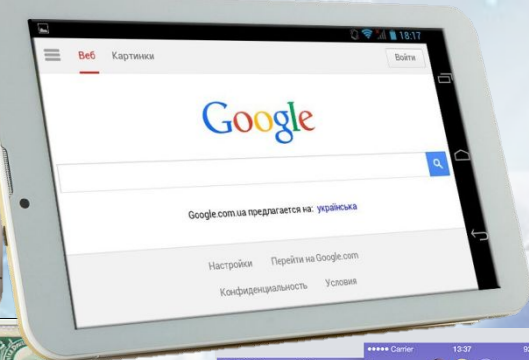 18:17
Веб Картинки Войти
Google
Google.com.ua предлагается на: українська
Настройки Перейти на Google.com
Конфиденциальность Условия
Carrier 13:37